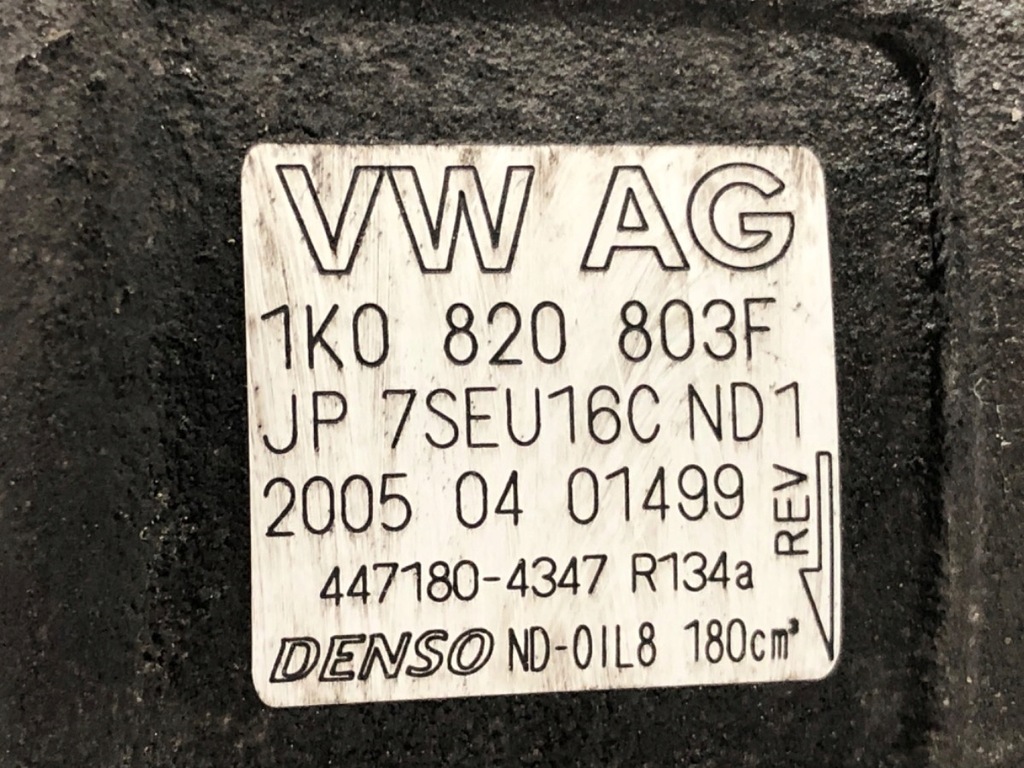 VW AG
1K0 820 803F
JP 7SEU16C ND1
2005 04 01499
REV
447180-4347 R134a
DENSO ND-OIL8 180cm³